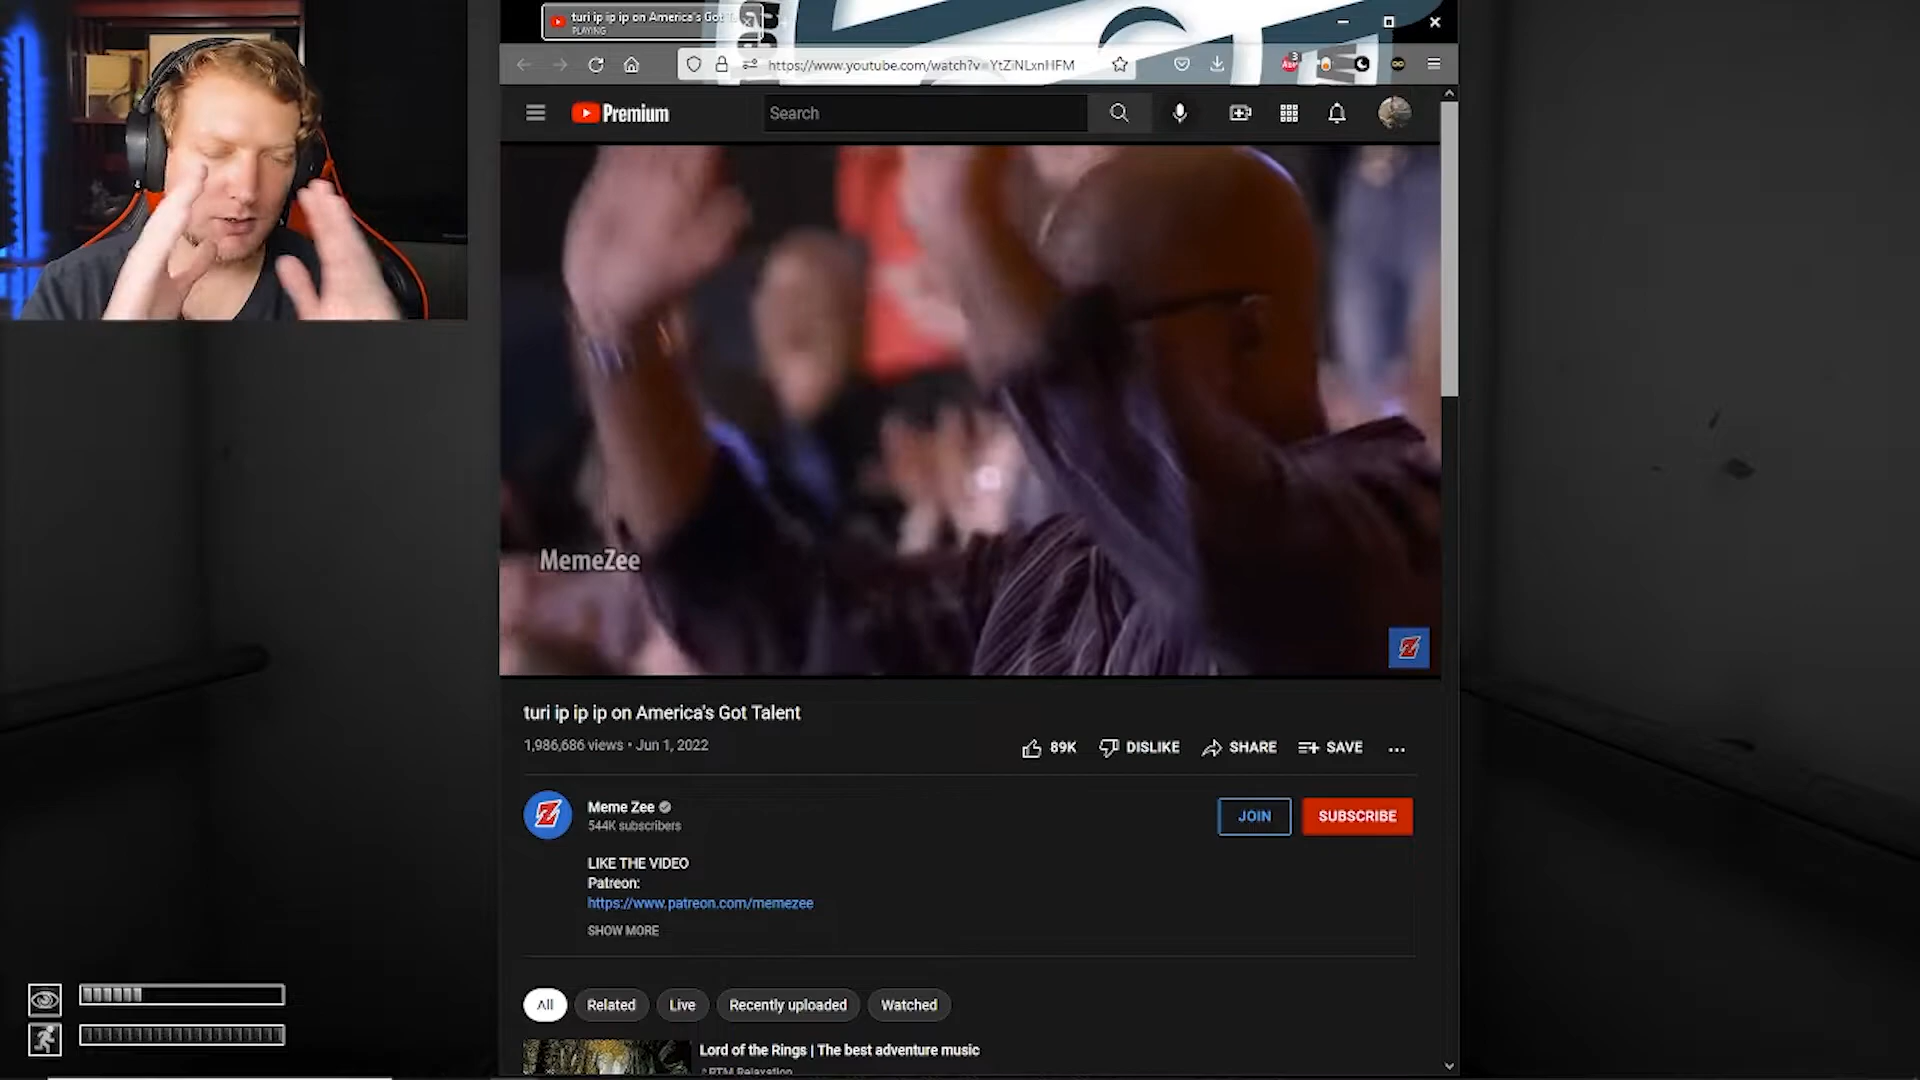 turi ip ip ip on America's Got
PLAYING
https://www.youtube.com/watch?v=YtZiNLxnHFM
3
Premium
Search
MemeZee
turi ip ip ip on America's Got Talent
1,986,686 views • Jun 1, 2022
89K
DISLIKE
SHARE
SAVE
Meme Zee
544K subscribers
JOIN
SUBSCRIBE
LIKE THE VIDEO
Patreon:
https://www.patreon.com/memezee
SHOW MORE
All
Related
Live
Recently uploaded
Watched
Lord of the Rings | The best adventure music